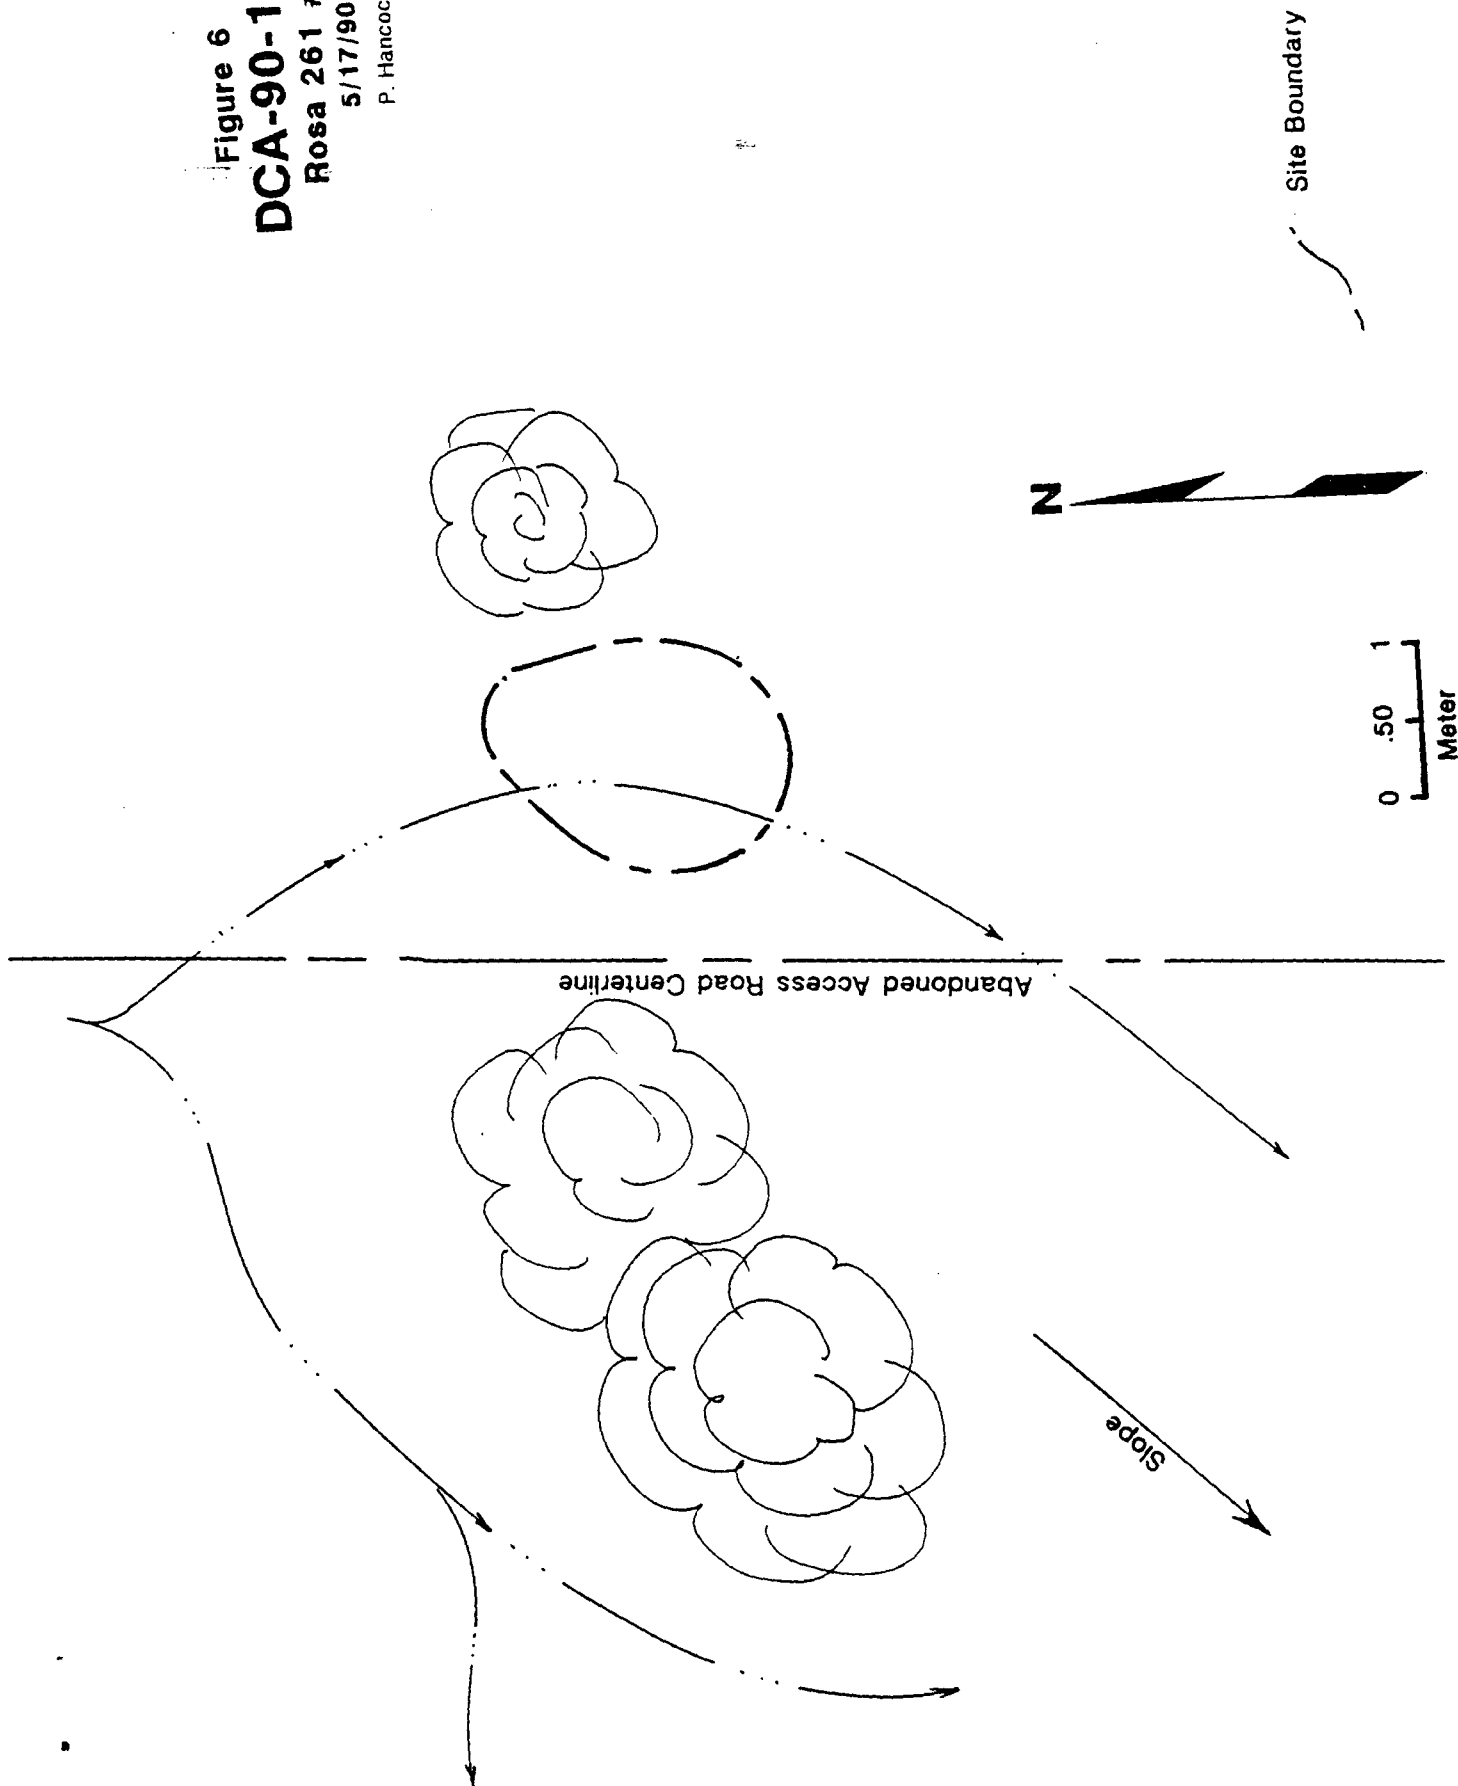 Figure 6
DCA-90-1
Rosa 261
5/17/90
P. Hancoc
Abandoned Access Road Centerline
Slope
N
0 .50 1
Meter
Site Boundary